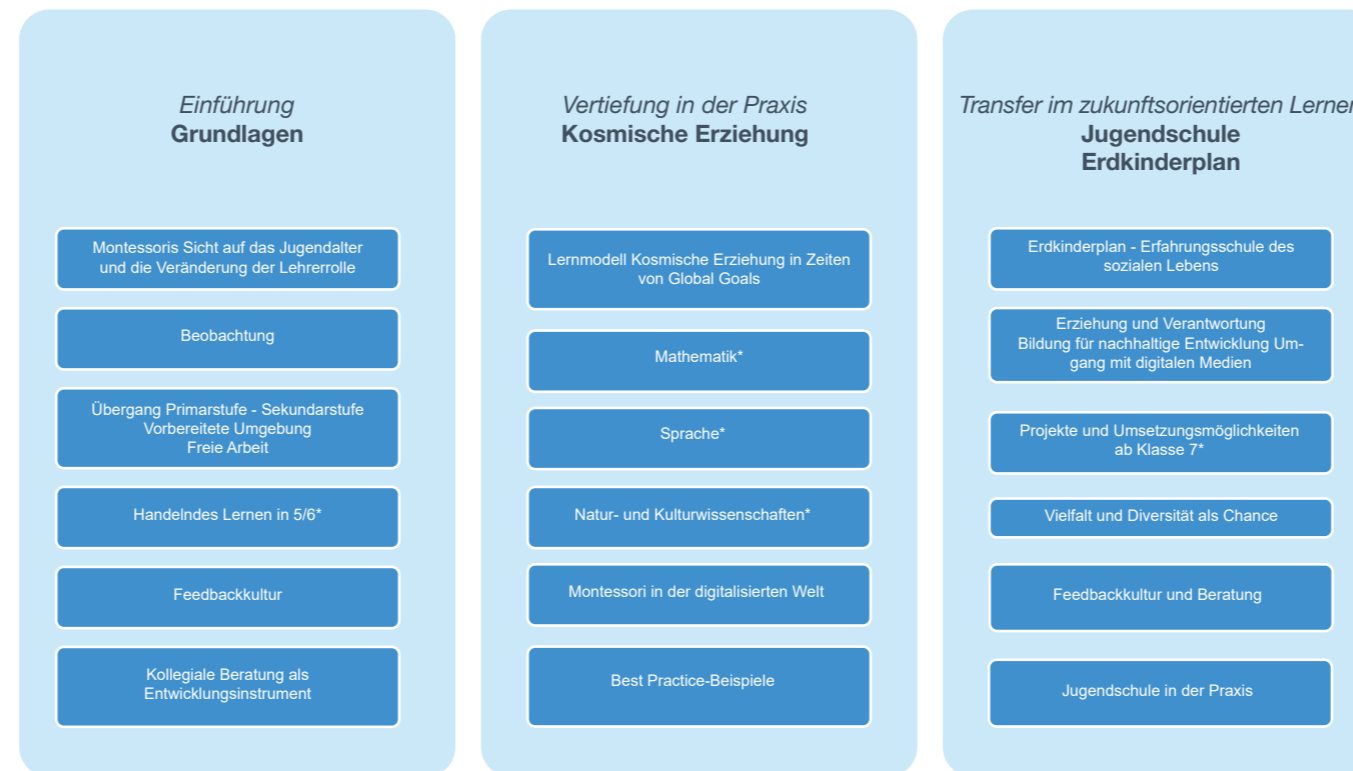 Einführung
Grundlagen
Montessoris Sicht auf das Jugendalter
und die Veränderung der Lehrerrolle
Beobachtung
Übergang Primarstufe - Sekundarstufe
Vorbereitete Umgebung
Freie Arbeit
Handelndes Lernen in 5/6*
Feedbackkultur
Kollegiale Beratung als
Entwicklungsinstrument
Vertiefung in der Praxis
Kosmische Erziehung
Lernmodell Kosmische Erziehung in Zeiten
von Global Goals
Mathematik*
Sprache*
Natur- und Kulturwissenschaften*
Montessori in der digitalisierten Welt
Best Practice-Beispiele
Transfer im zukunftsorientierten Lernen
Jugendschule
Erdkinderplan
Erdkinderplan - Erfahrungsschule des
sozialen Lebens
Erziehung und Verantwortung
Bildung für nachhaltige Entwicklung Um-
gang mit digitalen Medien
Projekte und Umsetzungsmöglichkeiten
ab Klasse 7*
Vielfalt und Diversität als Chance
Feedbackkultur und Beratung
Jugendschule in der Praxis